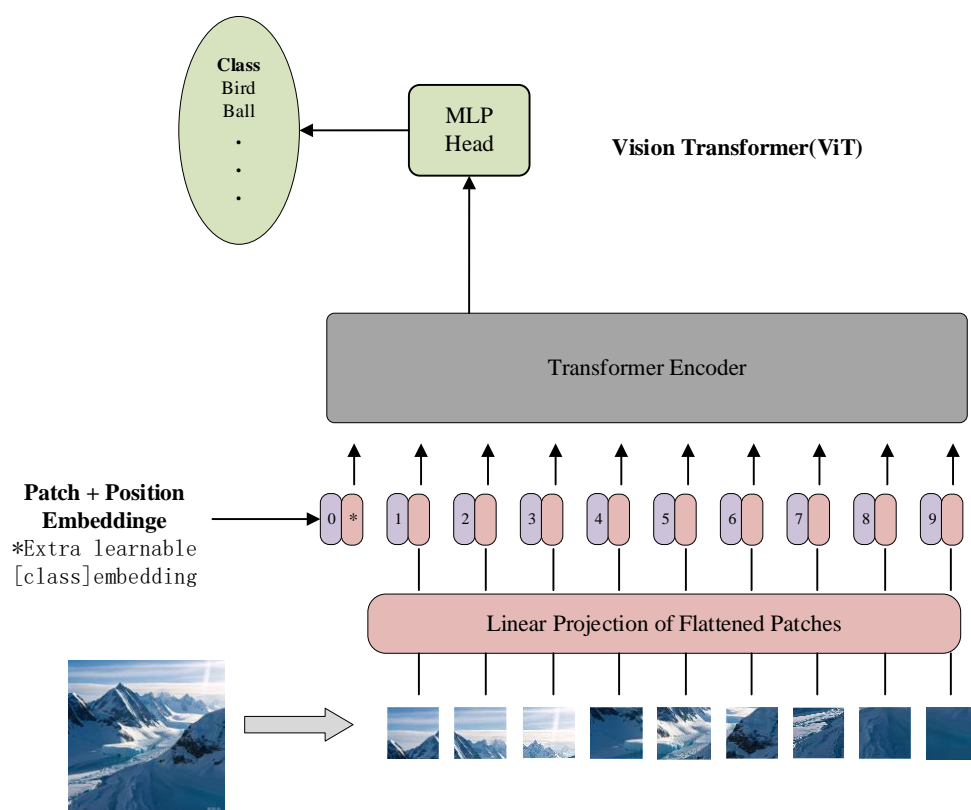 Class
Bird
Ball
.
.
.
MLP
Head
Vision Transformer(ViT)
Transformer Encoder
Patch + Position
Embeddinge
*Extra learnable
[class]embedding
0 * 1 2 3 4 5 6 7 8 9
Linear Projection of Flattened Patches